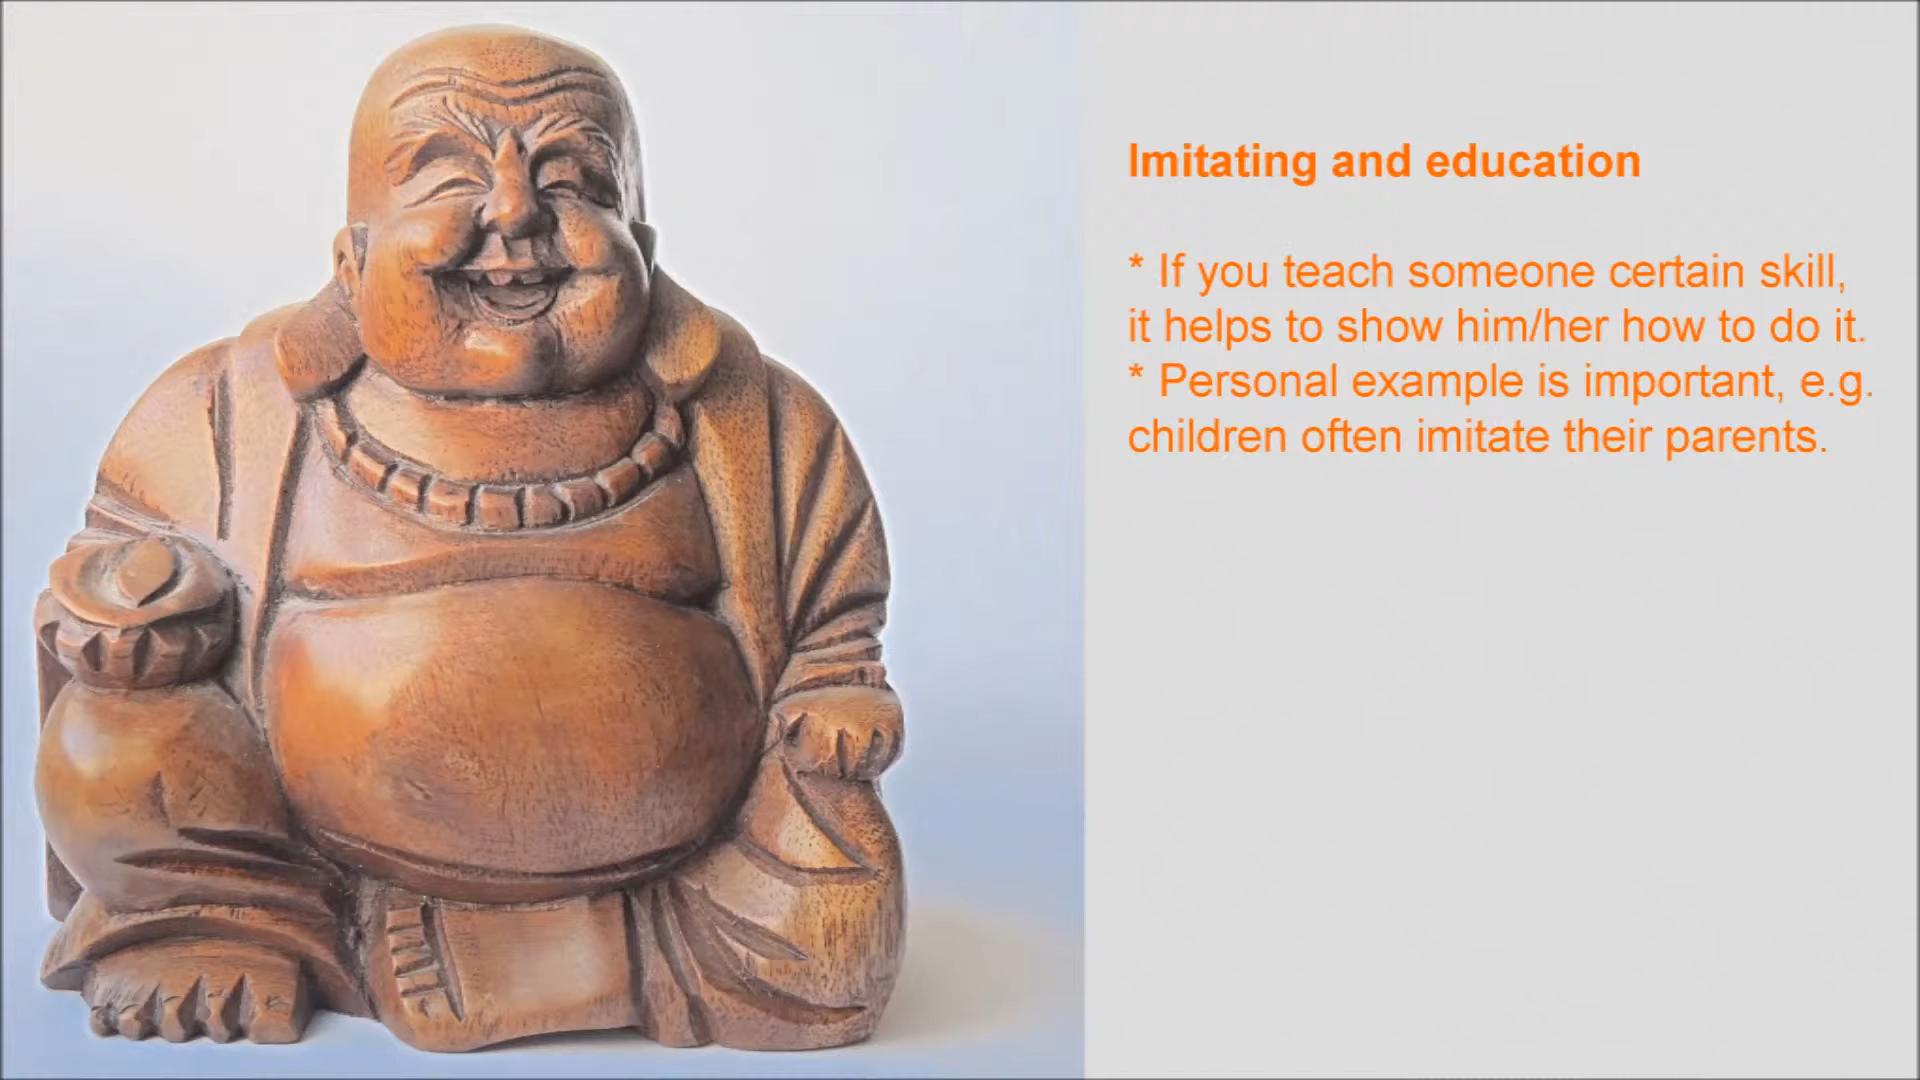 Imitating and education
* If you teach someone certain skill,
it helps to show him/her how to do it.
* Personal example is important, e.g.
children often imitate their parents.